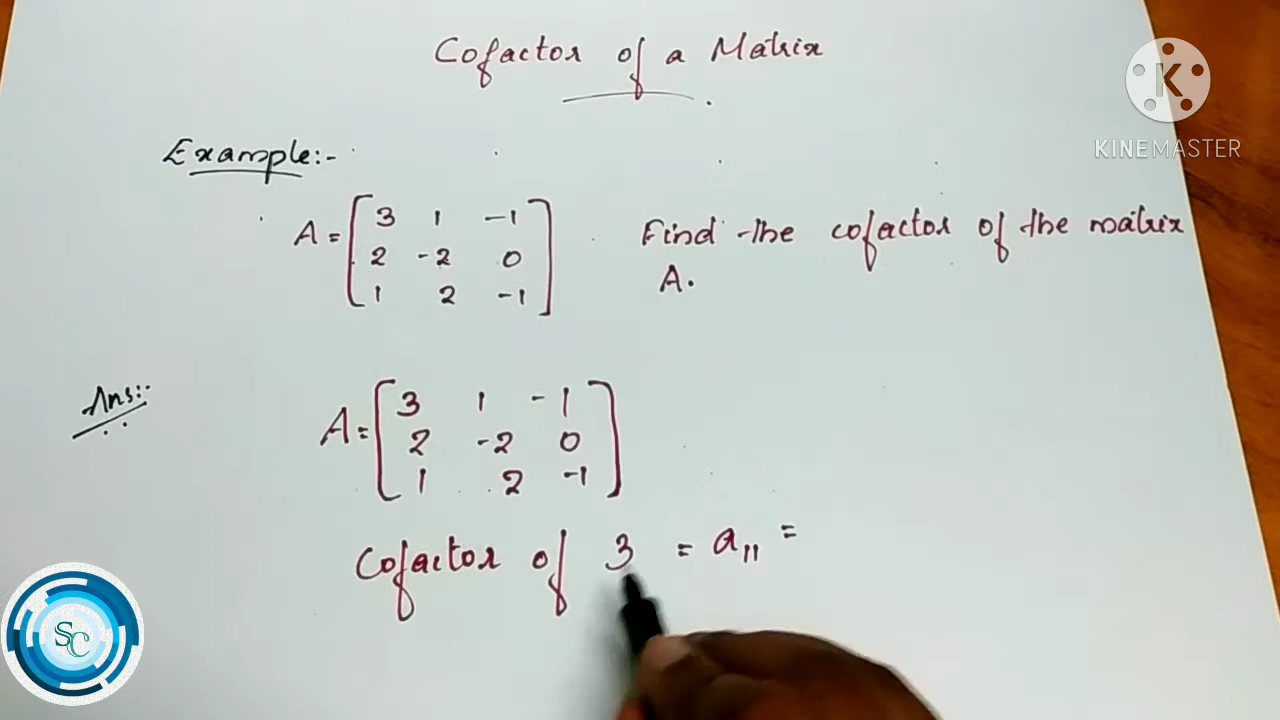 Cofactor of a Matrix
K
KINEMASTER
Example:-
A = [ 3 1 -1
2 -2 0
1 2 -1 ]
Find the cofactor of the matrix
A.
Ans:-
A = [ 3 1 -1
2 -2 0
1 2 -1 ]
Cofactor of 3 = a₁₁ =
SC